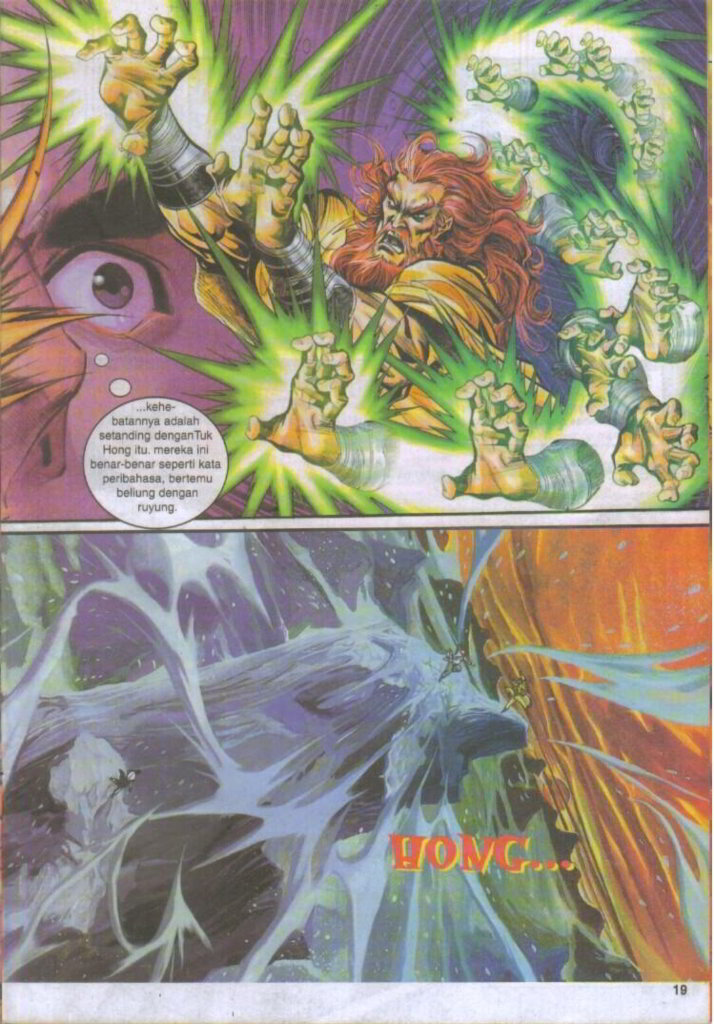 ...kehe-
batannya adalah
setanding denganTuk
Hong itu. mereka ini
benar-benar seperti kata
peribahasa, bertemu
beliung dengan
ruyung.
HONG...
19